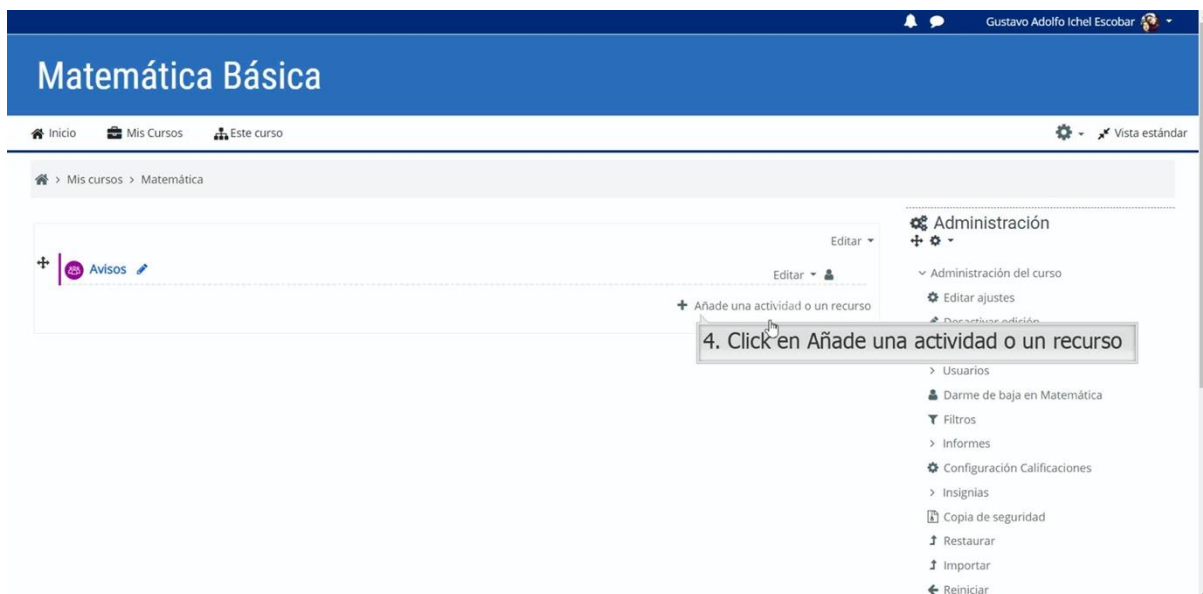 Gustavo Adolfo Ichel Escobar
Matemática Básica
Inicio Mis Cursos Este curso Vista estándar
> Mis cursos > Matemática
Editar
Avisos
Editar
+ Añade una actividad o un recurso
4. Click en Añade una actividad o un recurso
Administración
Administración del curso
Editar ajustes
Desactivar edición
> Usuarios
Darme de baja en Matemática
Filtros
> Informes
Configuración Calificaciones
> Insignias
Copia de seguridad
Restaurar
Importar
Reiniciar